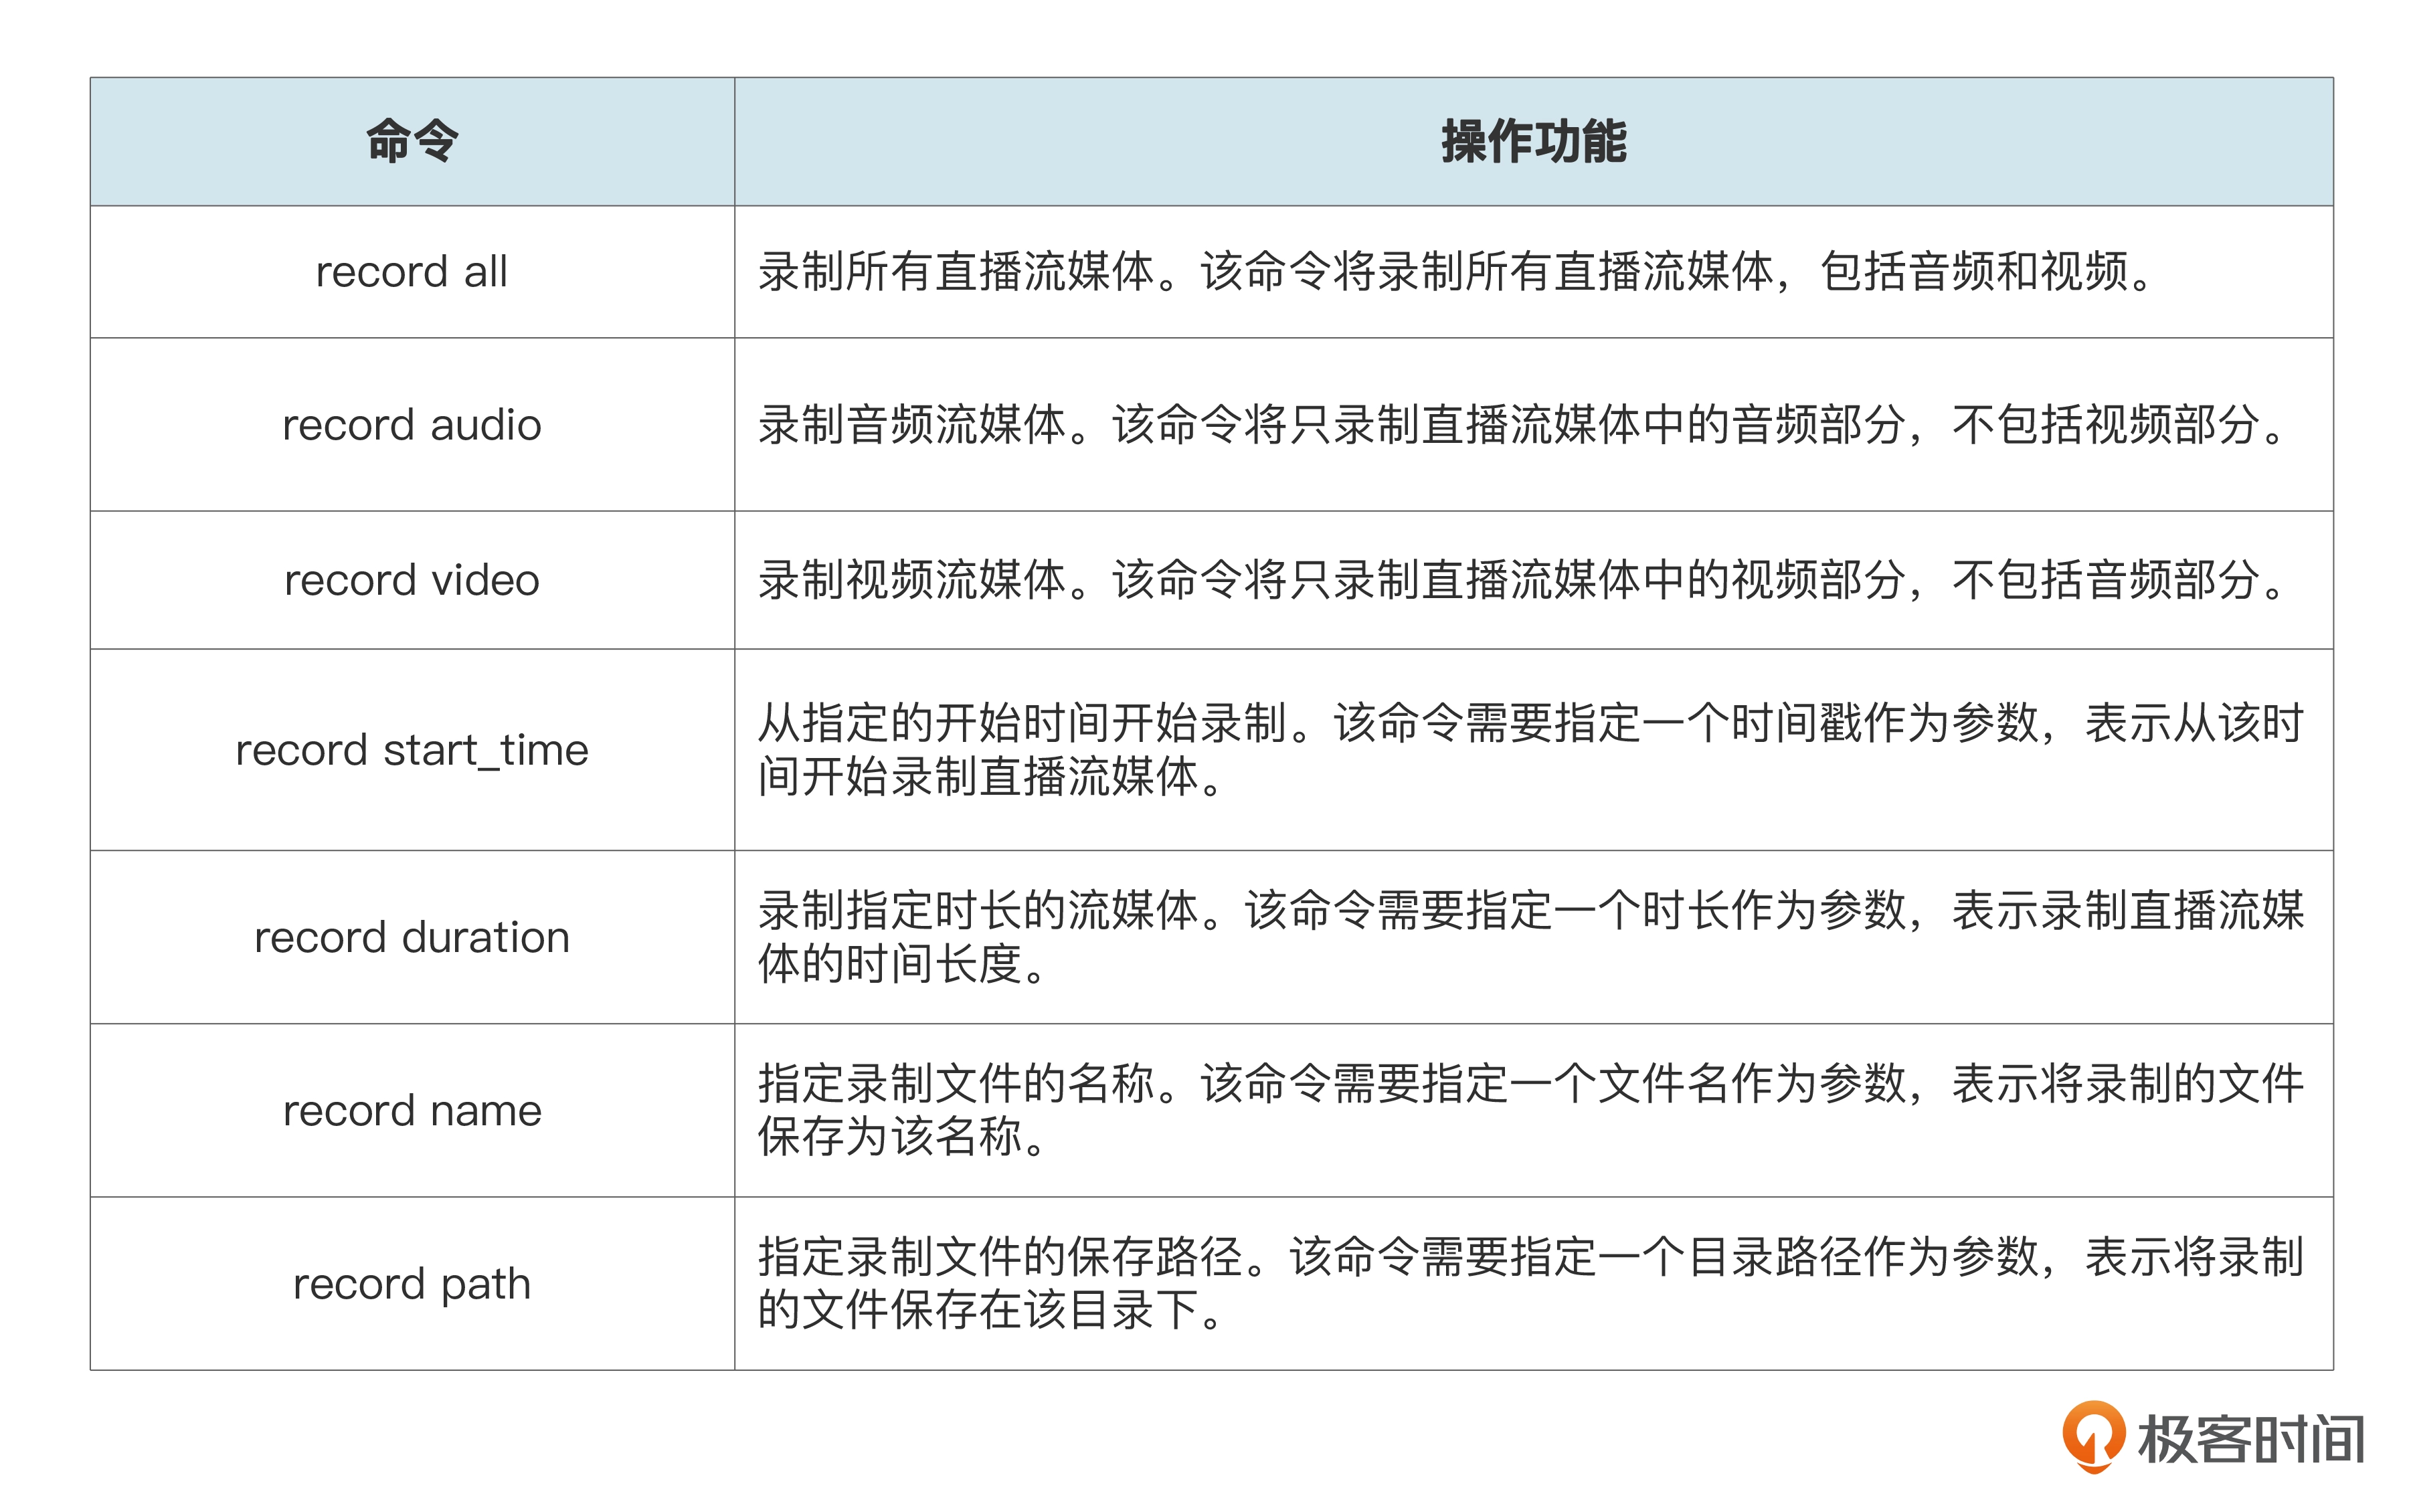 命令
操作功能
record all
录制所有直播流媒体。该命令将录制所有直播流媒体，包括音频和视频。
record audio
录制音频流媒体。该命令将只录制直播流媒体中的音频部分，不包括视频部分。
record video
录制视频流媒体。该命令将只录制直播流媒体中的视频部分，不包括音频部分。
record start_time
从指定的开始时间开始录制。该命令需要指定一个时间戳作为参数，表示从该时
间开始录制直播流媒体。
record duration
录制指定时长的流媒体。该命令需要指定一个时长作为参数，表示录制直播流媒
体的时间长度。
record name
指定录制文件的名称。该命令需要指定一个文件名作为参数，表示将录制的文件
保存为该名称。
record path
指定录制文件的保存路径。该命令需要指定一个目录路径作为参数，表示将录制
的文件保存在该目录下。
极客时间